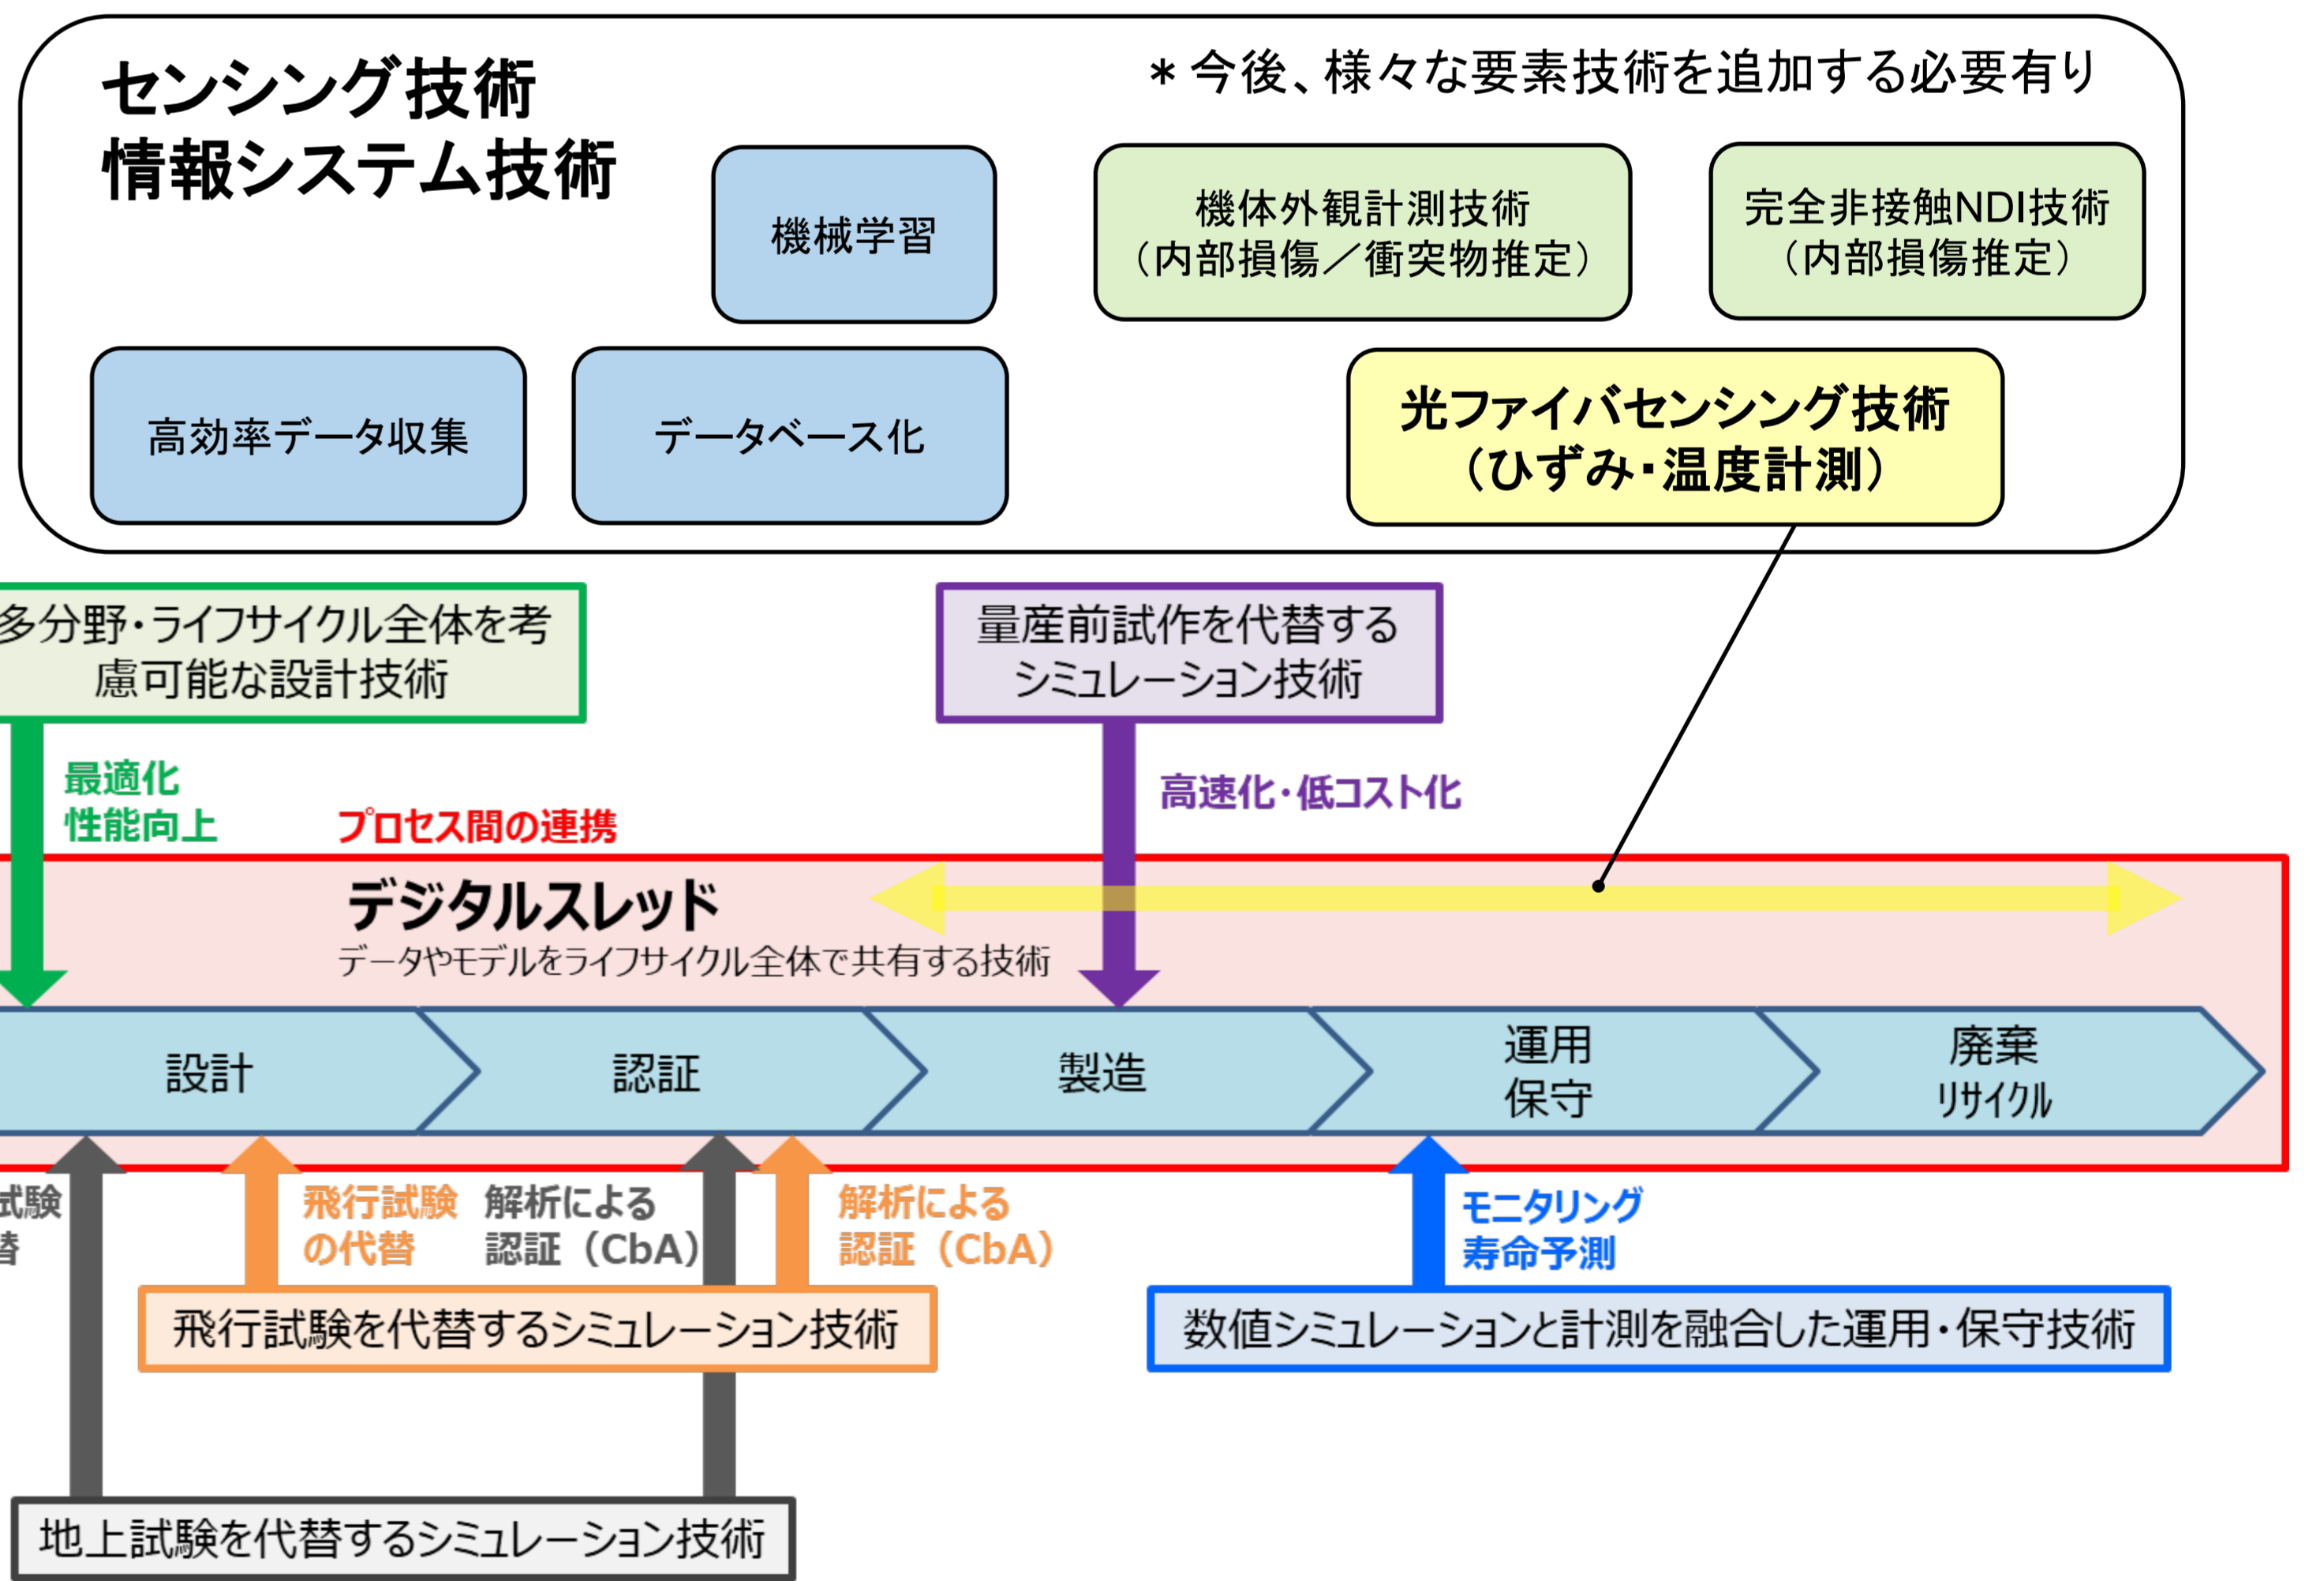 センシング技術
情報システム技術
* 今後、様々な要素技術を追加する必要有り
機械学習
機体外観計測技術
（内部損傷／衝突物推定）
完全非接触NDI技術
（内部損傷推定）
高効率データ収集
データベース化
光ファイバセンシング技術
（ひずみ・温度計測）
多分野・ライフサイクル全体を考
慮可能な設計技術
量産前試作を代替する
シミュレーション技術
最適化
性能向上
プロセス間の連携
高速化・低コスト化
デジタルスレッド
データやモデルをライフサイクル全体で共有する技術
設計
認証
製造
運用
保守
廃棄
リサイクル
試験
替
飛行試験
の代替
解析による
認証（CbA）
解析による
認証（CbA）
モニタリング
寿命予測
飛行試験を代替するシミュレーション技術
数値シミュレーションと計測を融合した運用・保守技術
地上試験を代替するシミュレーション技術